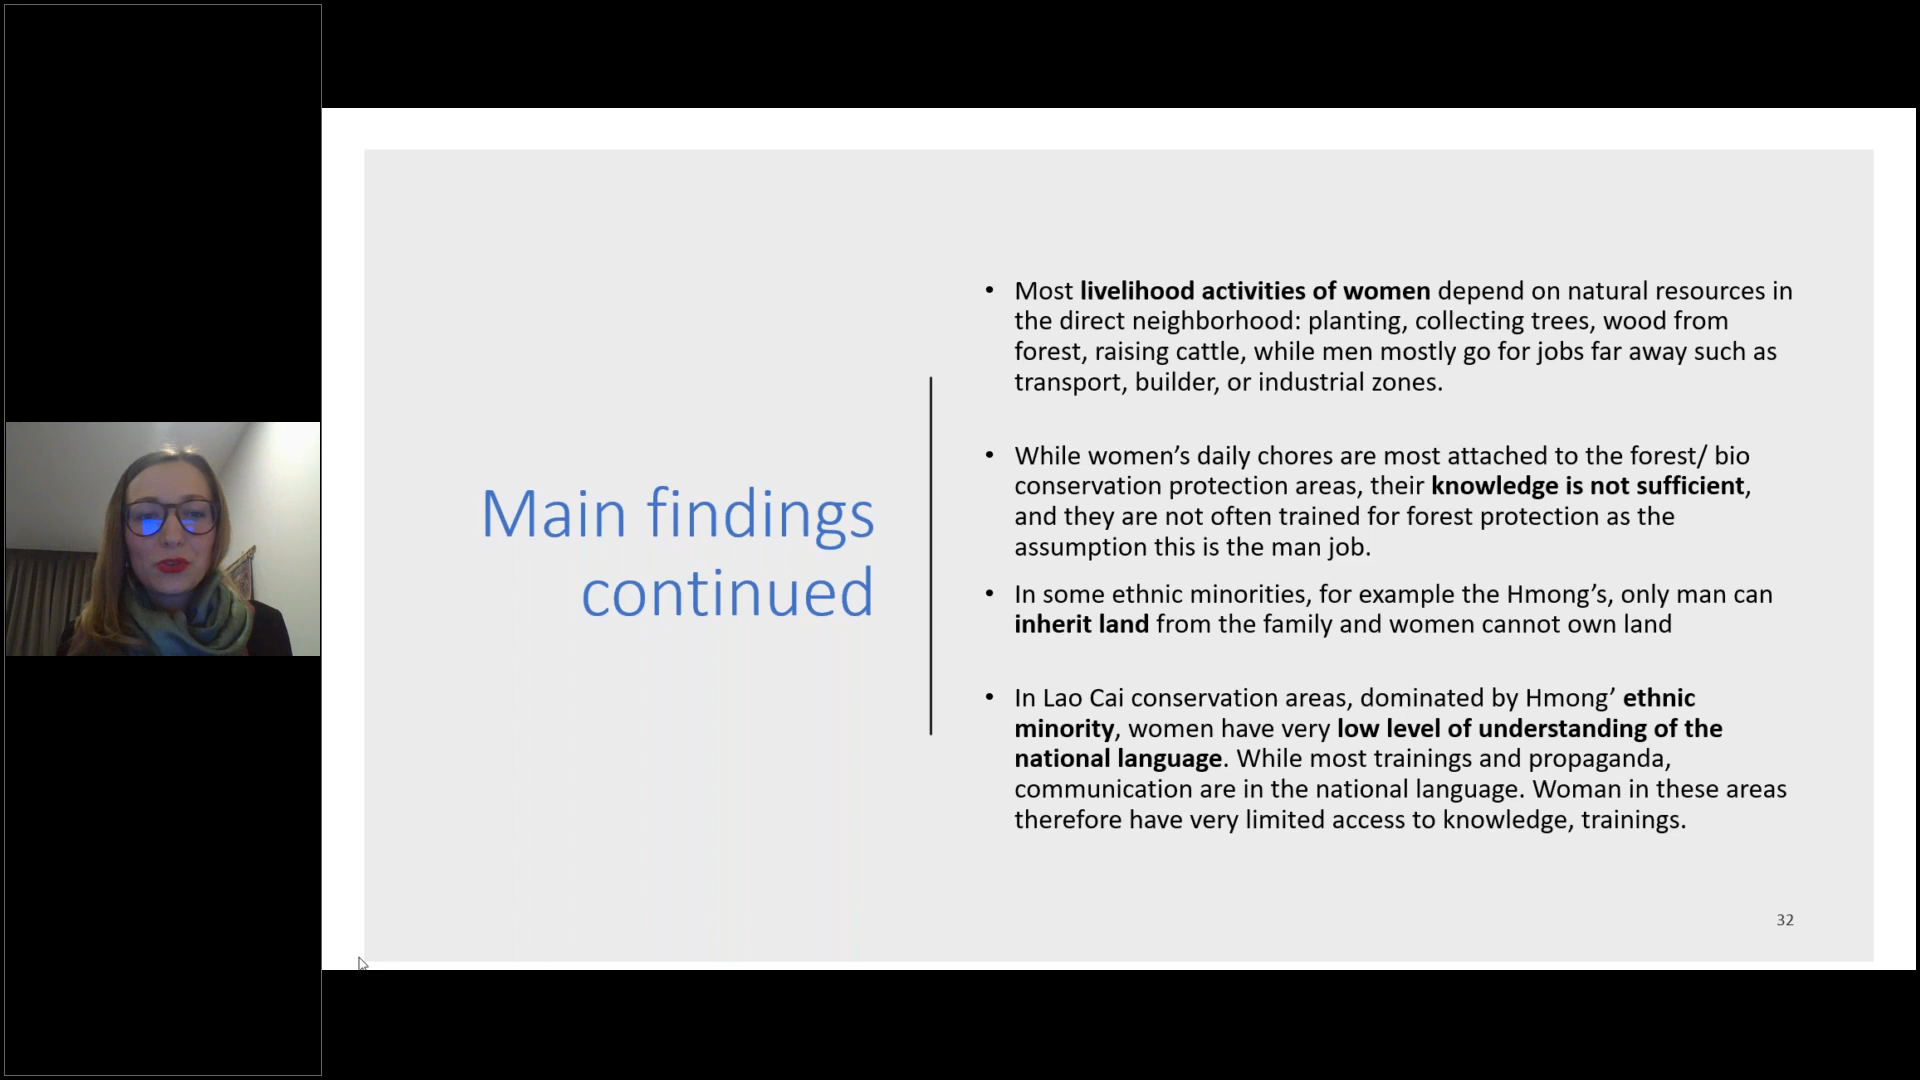 Main findings
continued
• Most livelihood activities of women depend on natural resources in
the direct neighborhood: planting, collecting trees, wood from
forest, raising cattle, while men mostly go for jobs far away such as
transport, builder, or industrial zones.
• While women’s daily chores are most attached to the forest/ bio
conservation protection areas, their knowledge is not sufficient,
and they are not often trained for forest protection as the
assumption this is the man job.
• In some ethnic minorities, for example the Hmong’s, only man can
inherit land from the family and women cannot own land
• In Lao Cai conservation areas, dominated by Hmong’ ethnic
minority, women have very low level of understanding of the
national language. While most trainings and propaganda,
communication are in the national language. Woman in these areas
therefore have very limited access to knowledge, trainings.
32